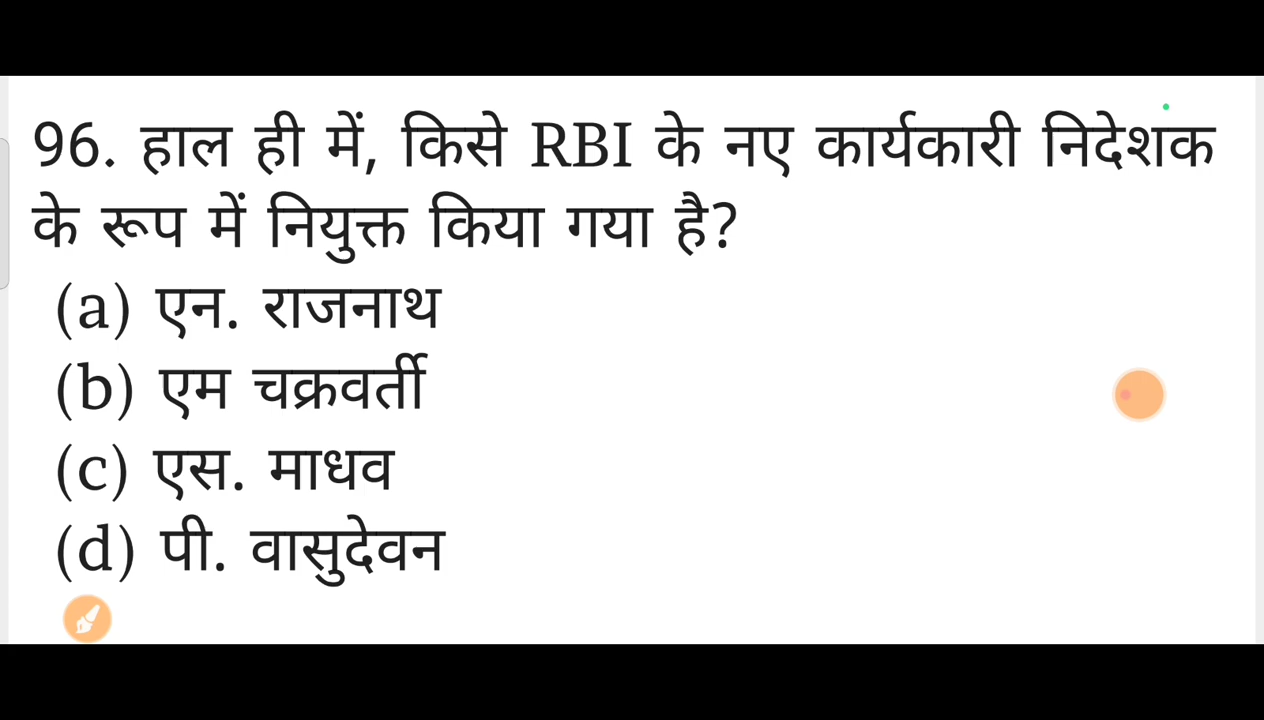 96. हाल ही में, किसे RBI के नए कार्यकारी निदेशक
के रूप में नियुक्त किया गया है?
(a) एन. राजनाथ
(b) एम चक्रवर्ती
(c) एस. माधव
(d) पी. वासुदेवन